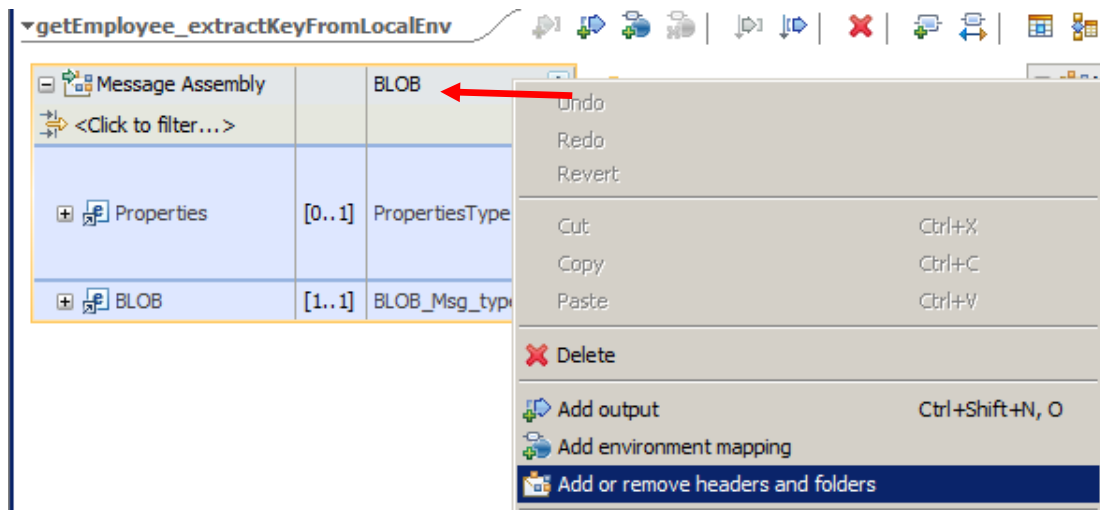 getEmployee_extractKeyFromLocalEnv
Message Assembly BLOB
<Click to filter...>
Properties [0..1] PropertiesType
BLOB [1..1] BLOB_Msg_type
Undo
Redo
Revert
Cut Ctrl+X
Copy Ctrl+C
Paste Ctrl+V
Delete
Add output Ctrl+Shift+N, O
Add environment mapping
Add or remove headers and folders